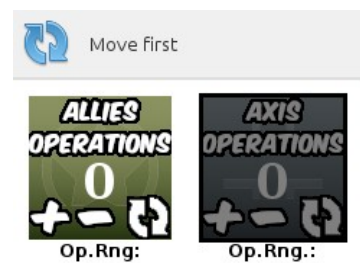 Move first
ALLIES AXIS
OPERATIONS OPERATIONS
0 0
Op.Rng: Op.Rng.: